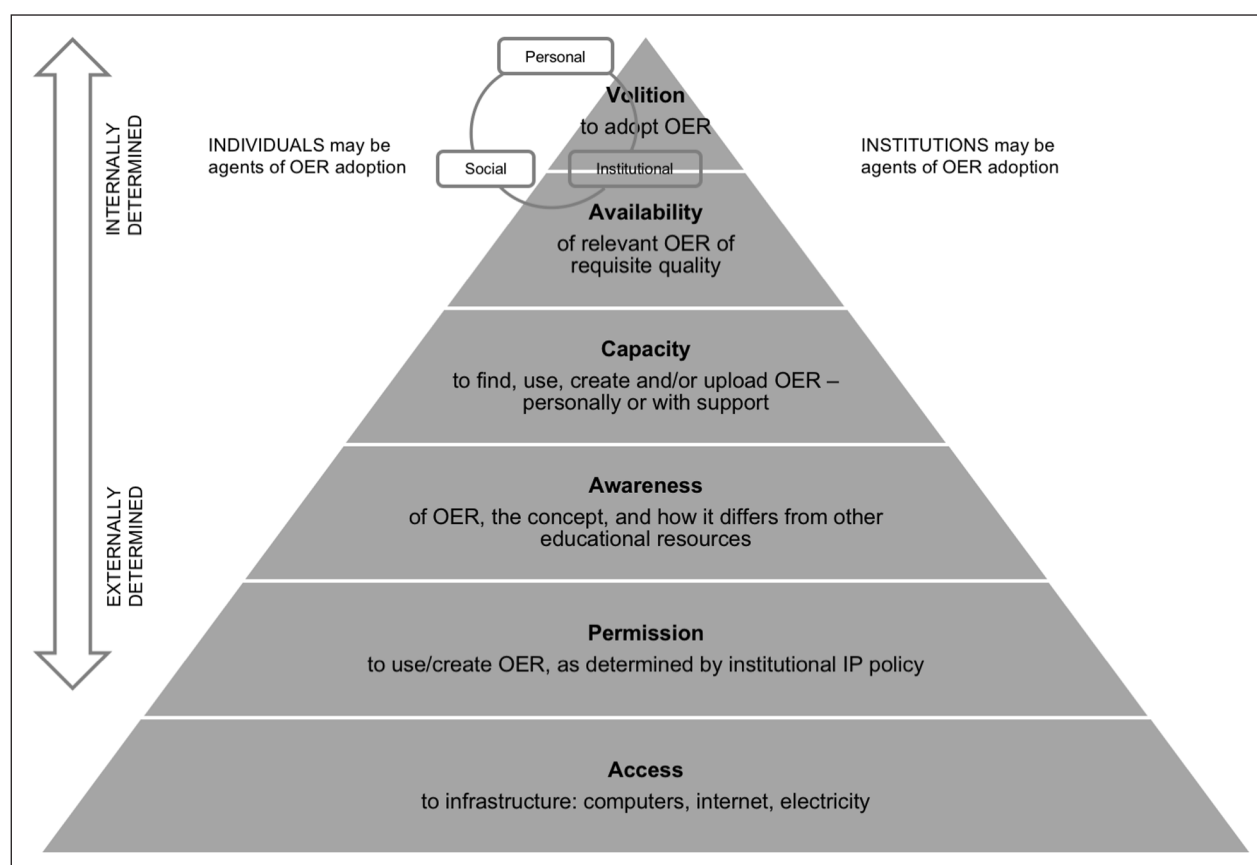 Personal
Volition
to adopt OER
INTERNALLY
DETERMINED
INDIVIDUALS may be
agents of OER adoption
INSTITUTIONS may be
agents of OER adoption
Social
Institutional
Availability
of relevant OER of
requisite quality
Capacity
to find, use, create and/or upload OER –
personally or with support
Awareness
of OER, the concept, and how it differs from other
educational resources
EXTERNALLY
DETERMINED
Permission
to use/create OER, as determined by institutional IP policy
Access
to infrastructure: computers, internet, electricity